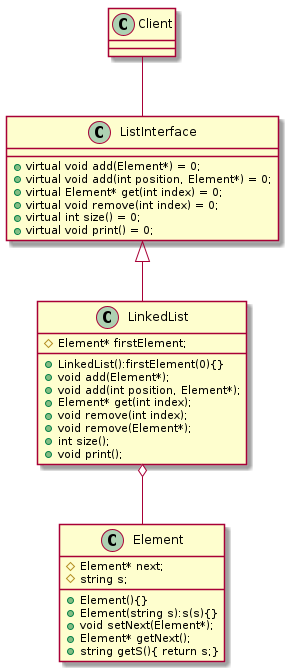 C Client
C ListInterface
virtual void add(Element*) = 0;
virtual void add(int position, Element*) = 0;
virtual Element* get(int index) = 0;
virtual void remove(int index) = 0;
virtual int size() = 0;
virtual void print() = 0;
C LinkedList
Element* firstElement;
LinkedList():firstElement(0){}
void add(Element*);
void add(int position, Element*);
Element* get(int index);
void remove(int index);
void remove(Element*);
int size();
void print();
C Element
Element* next;
string s;
Element(){}
Element(string s):s(s){}
void setNext(Element*);
Element* getNext();
string getS(){ return s;}